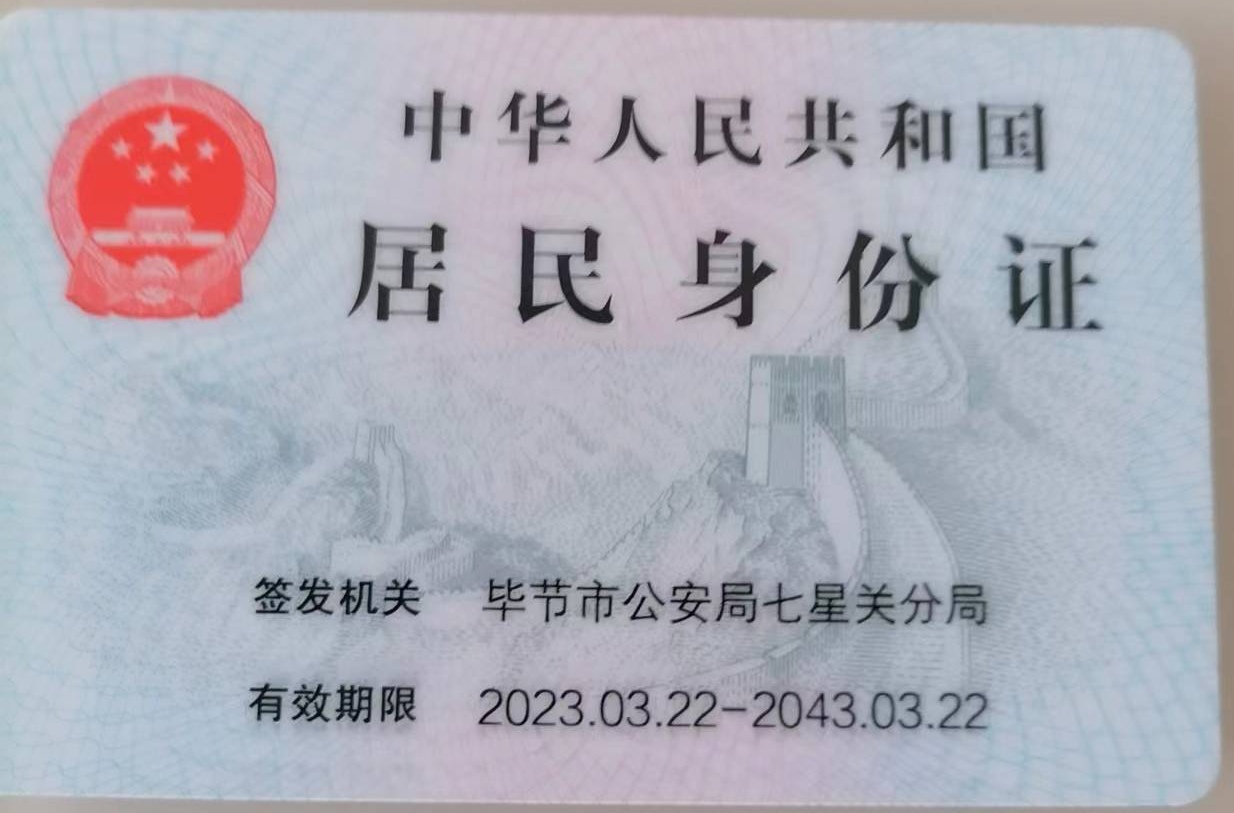 中华人民共和国
居民身份证
签发机关 毕节市公安局七星关分局
有效期限 2023.03.22-2043.03.22